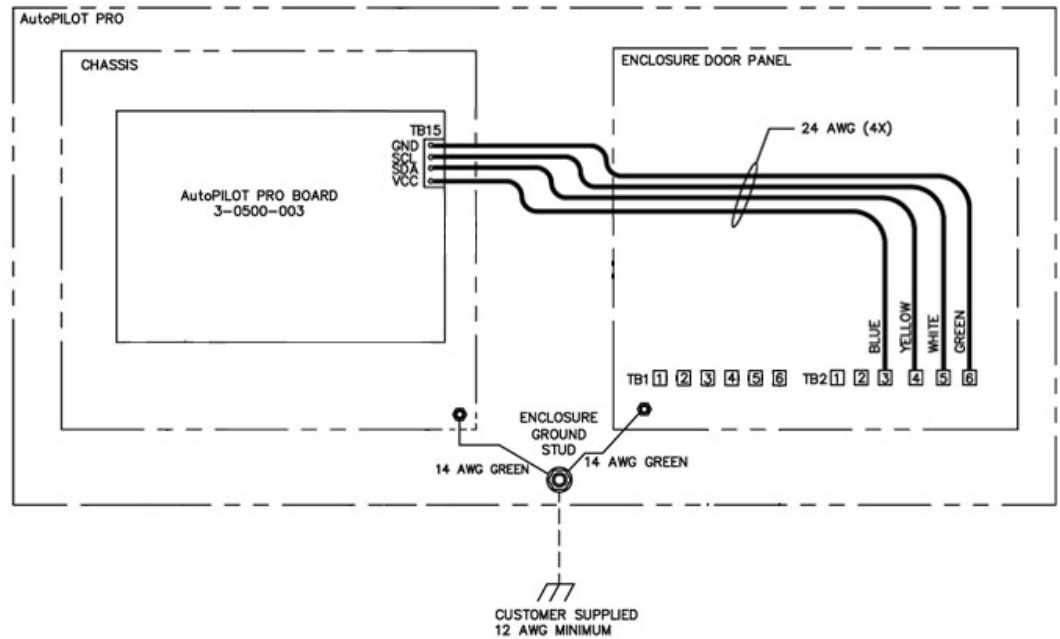 AutoPILOT PRO
CHASSIS
ENCLOSURE DOOR PANEL
TB15
GND
SCL
SDA
VCC
24 AWG (4X)
AutoPILOT PRO BOARD
3-0500-003
BLUE
YELLOW
WHITE
GREEN
TB1 1 2 3 4 5 6
TB2 1 2 3 4 5 6
ENCLOSURE
GROUND
STUD
14 AWG GREEN
14 AWG GREEN
CUSTOMER SUPPLIED
12 AWG MINIMUM